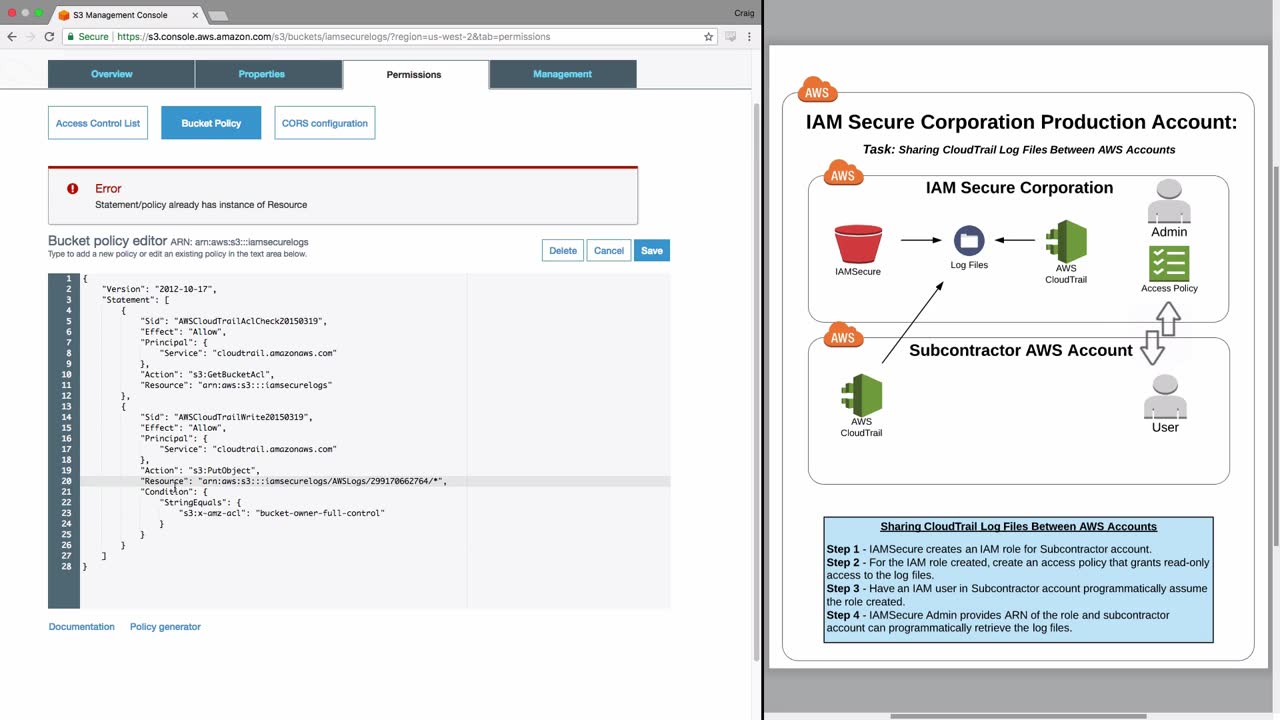 S3 Management Console
Craig
Secure | https://s3.console.aws.amazon.com/s3/buckets/iamsecurelogs/?region=us-west-2&tab=permissions
Overview
Properties
Permissions
Management
Access Control List
Bucket Policy
CORS configuration
Error
Statement/policy already has instance of Resource
Bucket policy editor ARN: arn:aws:s3:::iamsecurelogs
Type to add a new policy or edit an existing policy in the text area below.
Delete
Cancel
Save
1 {
2 "Version": "2012-10-17",
3 "Statement": [
4 {
5 "Sid": "AWSCloudTrailAclCheck20150319",
6 "Effect": "Allow",
7 "Principal": {
8 "Service": "cloudtrail.amazonaws.com"
9 },
10 "Action": "s3:GetBucketAcl",
11 "Resource": "arn:aws:s3:::iamsecurelogs"
12 },
13 {
14 "Sid": "AWSCloudTrailWrite20150319",
15 "Effect": "Allow",
16 "Principal": {
17 "Service": "cloudtrail.amazonaws.com"
18 },
19 "Action": "s3:PutObject",
20 "Resource": "arn:aws:s3:::iamsecurelogs/AWSLogs/299170662764/*",
21 "Condition": {
22 "StringEquals": {
23 "s3:x-amz-acl": "bucket-owner-full-control"
24 }
25 }
26 }
27 ]
28 }
Documentation
Policy generator
AWS
IAM Secure Corporation Production Account:
Task: Sharing CloudTrail Log Files Between AWS Accounts
AWS
IAM Secure Corporation
Admin
IAMSecure
Log Files
AWS
CloudTrail
Access Policy
AWS
Subcontractor AWS Account
AWS
CloudTrail
User
Sharing CloudTrail Log Files Between AWS Accounts
Step 1 - IAMSecure creates an IAM role for Subcontractor account.
Step 2 - For the IAM role created, create an access policy that grants read-only
access to the log files.
Step 3 - Have an IAM user in Subcontractor account programmatically assume
the role created.
Step 4 - IAMSecure Admin provides ARN of the role and subcontractor
account can programmatically retrieve the log files.